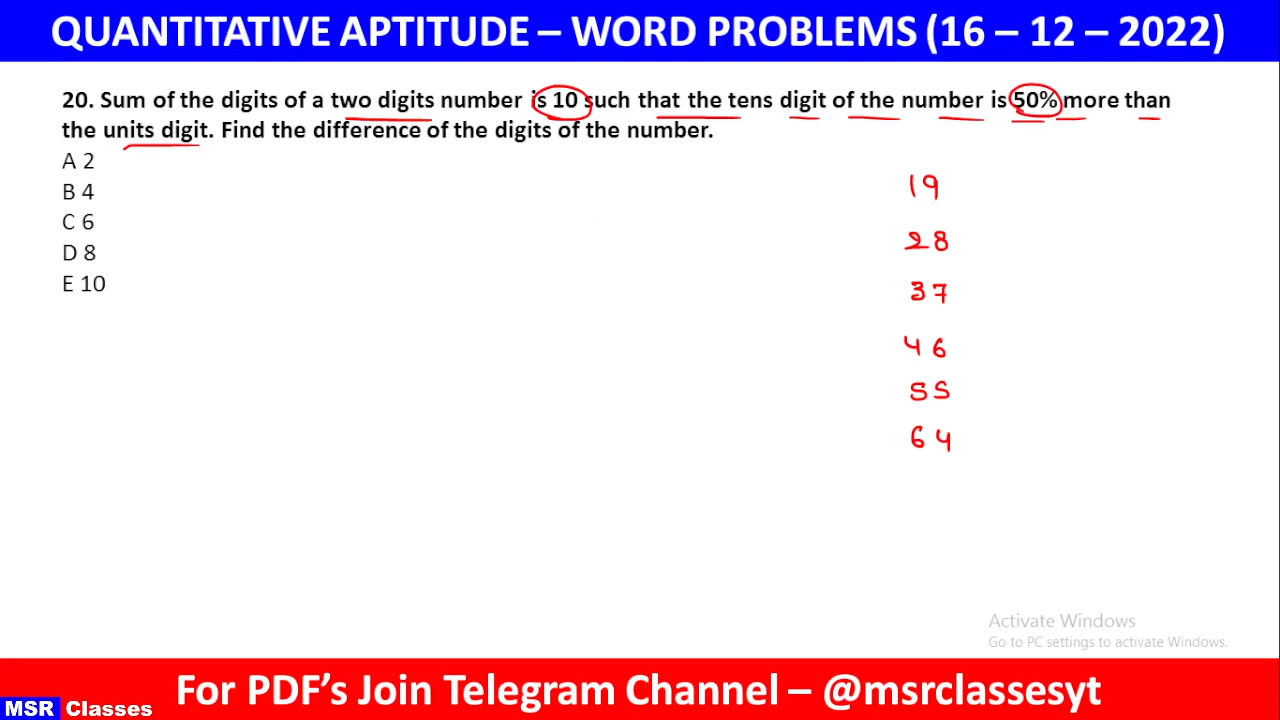 QUANTITATIVE APTITUDE – WORD PROBLEMS (16 – 12 – 2022)
20. Sum of the digits of a two digits number is 10 such that the tens digit of the number is 50% more than
the units digit. Find the difference of the digits of the number.
A 2
B 4
C 6
D 8
E 10
19
28
37
46
55
64
Activate Windows
Go to PC settings to activate Windows.
For PDF’s Join Telegram Channel – @msrclassesyt
MSR Classes